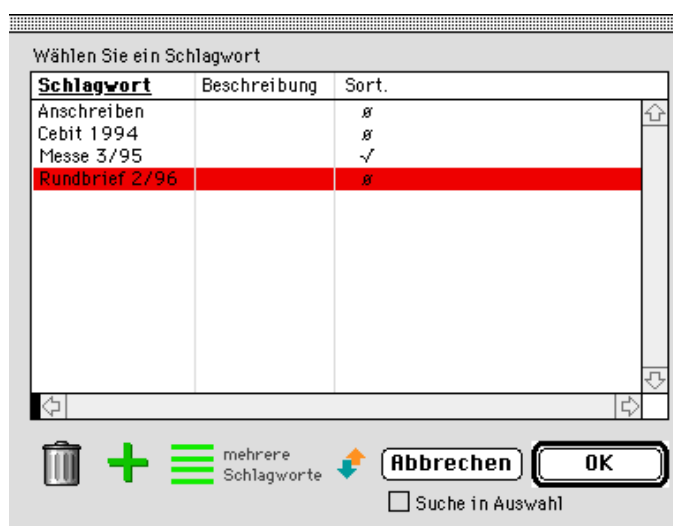 Wählen Sie ein Schlagwort
Schlagwort Beschreibung Sort.
Anschreiben ø
Cebit 1994 ø
Messe 3/95 √
Rundbrief 2/96 ø
mehrere
Schlagworte
Abbrechen OK
Suche in Auswahl